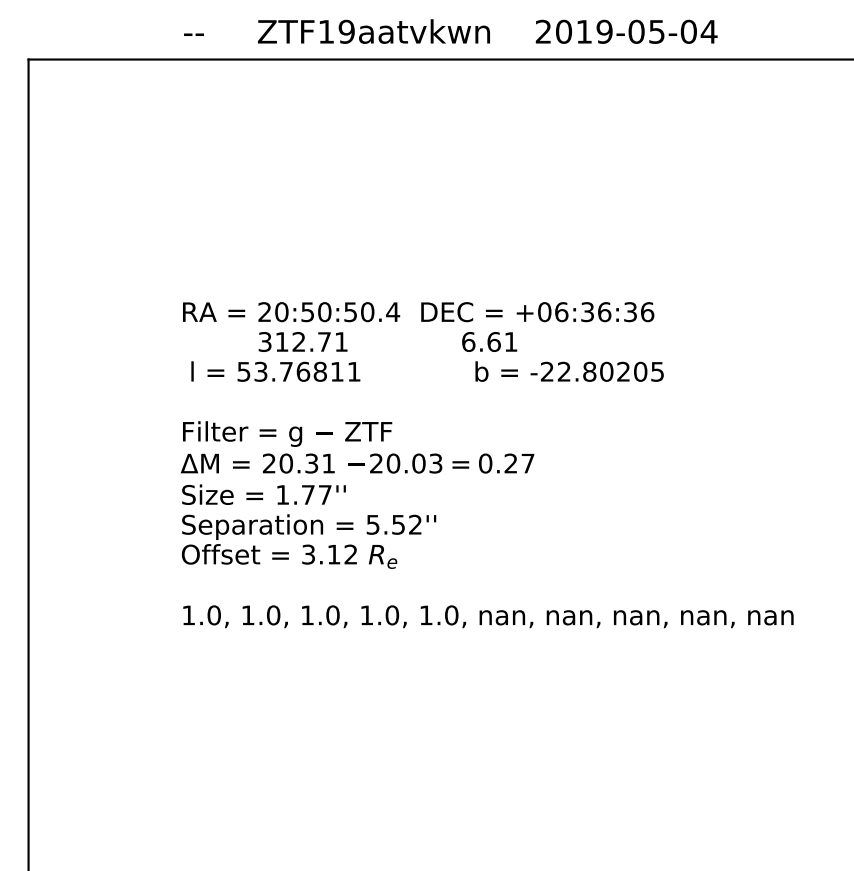 -- ZTF19aatvkwn 2019-05-04
RA = 20:50:50.4 DEC = +06:36:36
312.71 6.61
l = 53.76811 b = -22.80205
Filter = g − ZTF
ΔM = 20.31 −20.03 = 0.27
Size = 1.77''
Separation = 5.52''
Offset = 3.12 Rₑ
1.0, 1.0, 1.0, 1.0, 1.0, nan, nan, nan, nan, nan